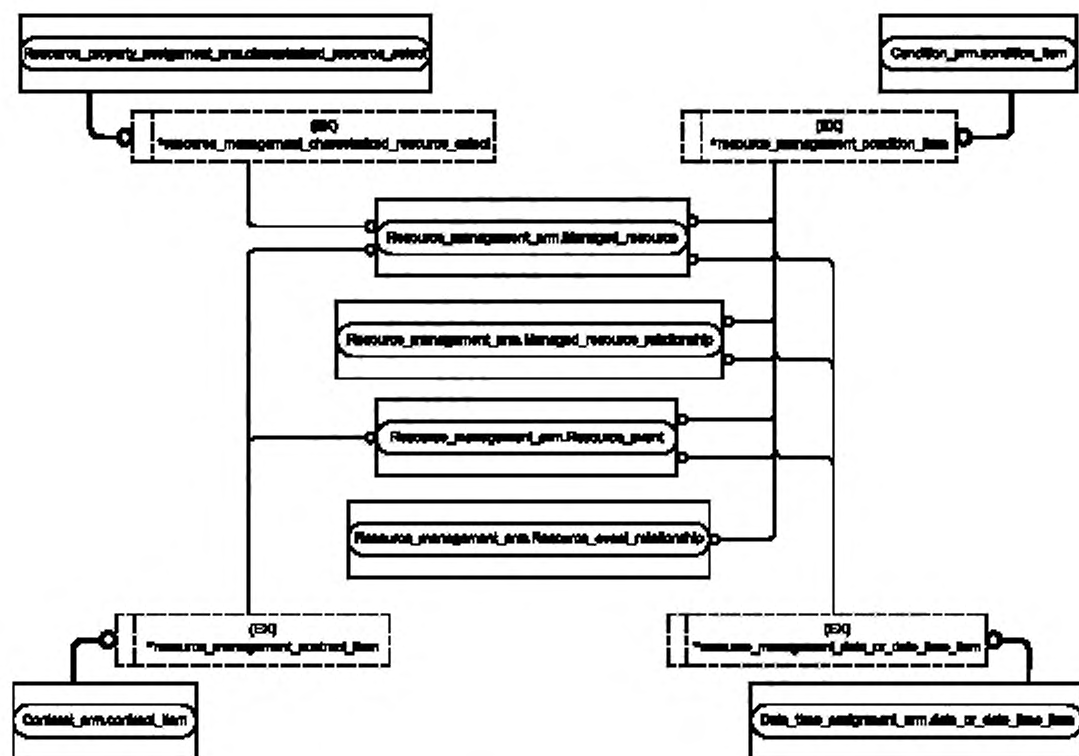 Resource_property_assignment_arm.characterized_resource_select
Condition_arm.condition_item
(EX)
*resource_management_characterized_resource_select
(EX)
*resource_management_condition_item
Resource_management_arm.Managed_resource
Resource_management_arm.Managed_resource_relationship
Resource_management_arm.Resource_event
Resource_management_arm.Resource_event_relationship
(EX)
*resource_management_contract_item
(EX)
*resource_management_date_or_date_time_item
Contract_arm.contract_item
Date_time_assignment_arm.date_or_date_time_item